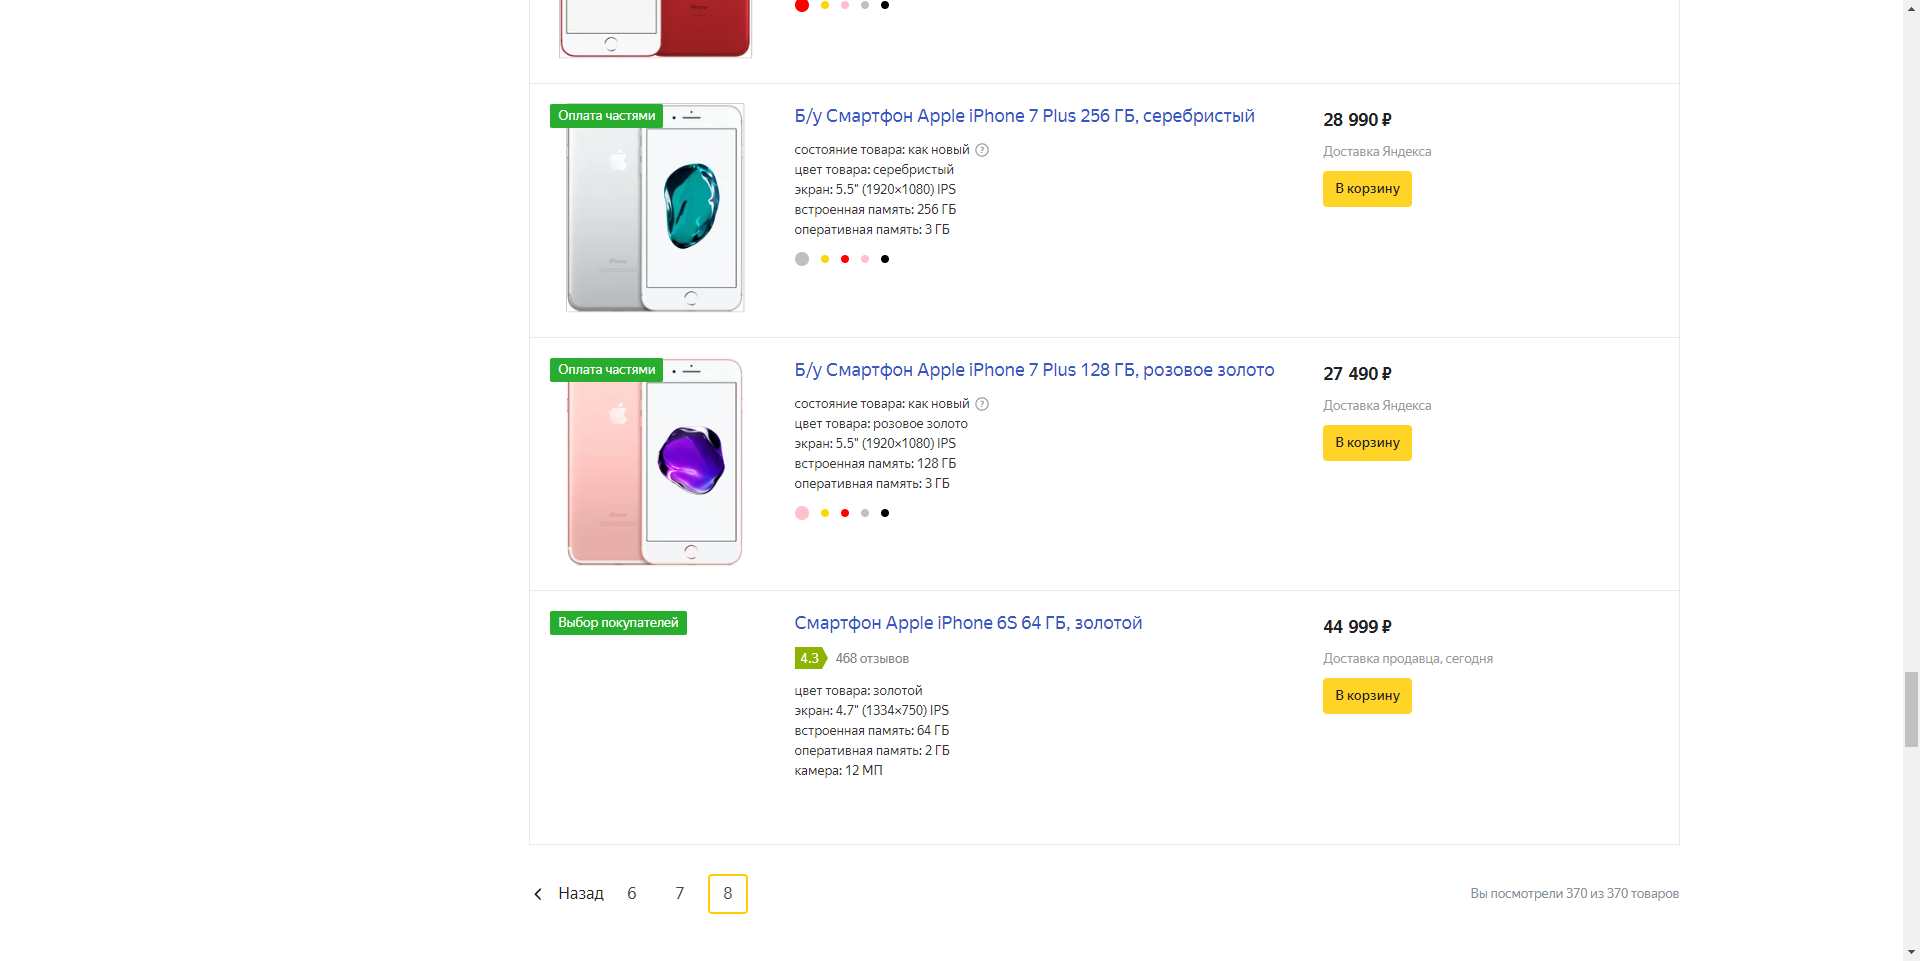 Оплата частями
Б/у Смартфон Apple iPhone 7 Plus 256 ГБ, серебристый
состояние товара: как новый ?
цвет товара: серебристый
экран: 5.5" (1920×1080) IPS
встроенная память: 256 ГБ
оперативная память: 3 ГБ
28 990 ₽
Доставка Яндекса
В корзину
Оплата частями
Б/у Смартфон Apple iPhone 7 Plus 128 ГБ, розовое золото
состояние товара: как новый ?
цвет товара: розовое золото
экран: 5.5" (1920×1080) IPS
встроенная память: 128 ГБ
оперативная память: 3 ГБ
27 490 ₽
Доставка Яндекса
В корзину
Выбор покупателей
Смартфон Apple iPhone 6S 64 ГБ, золотой
4.3 468 отзывов
цвет товара: золотой
экран: 4.7" (1334×750) IPS
встроенная память: 64 ГБ
оперативная память: 2 ГБ
камера: 12 МП
44 999 ₽
Доставка продавца, сегодня
В корзину
Назад 6 7 8
Вы посмотрели 370 из 370 товаров